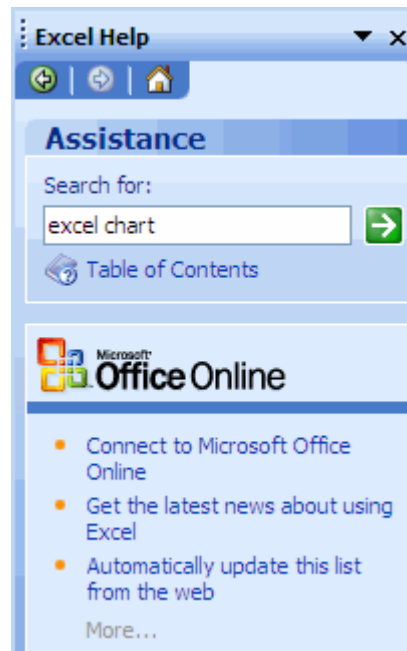 Excel Help
Assistance
Search for:
excel chart
Table of Contents
Microsoft
Office Online
Connect to Microsoft Office
Online
Get the latest news about using
Excel
Automatically update this list
from the web
More...